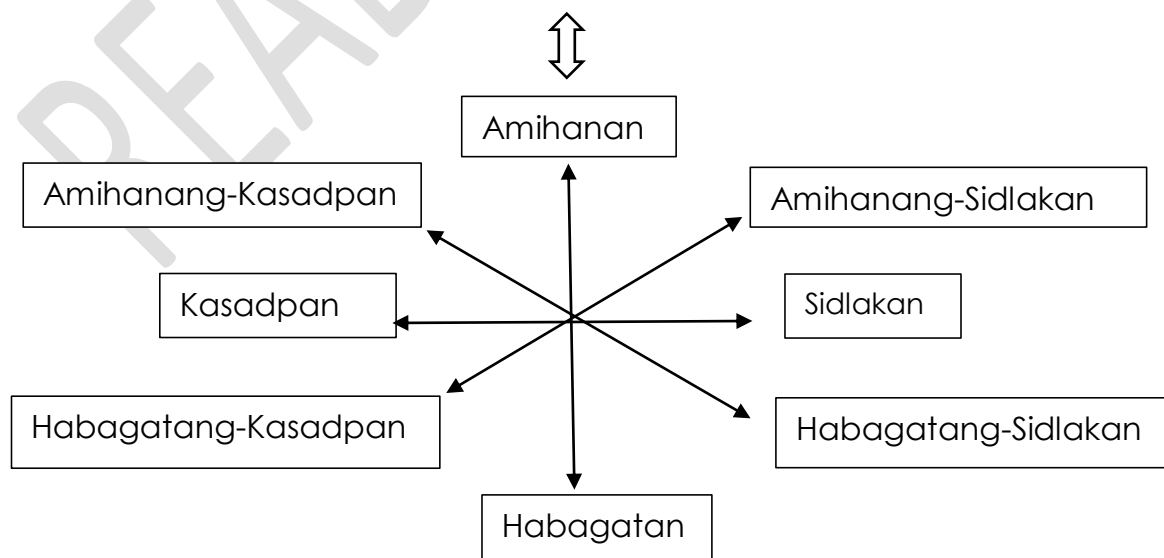 Amihanan
Amihanang-Kasadpan
Amihanang-Sidlakan
Kasadpan
Sidlakan
Habagatang-Kasadpan
Habagatang-Sidlakan
Habagatan